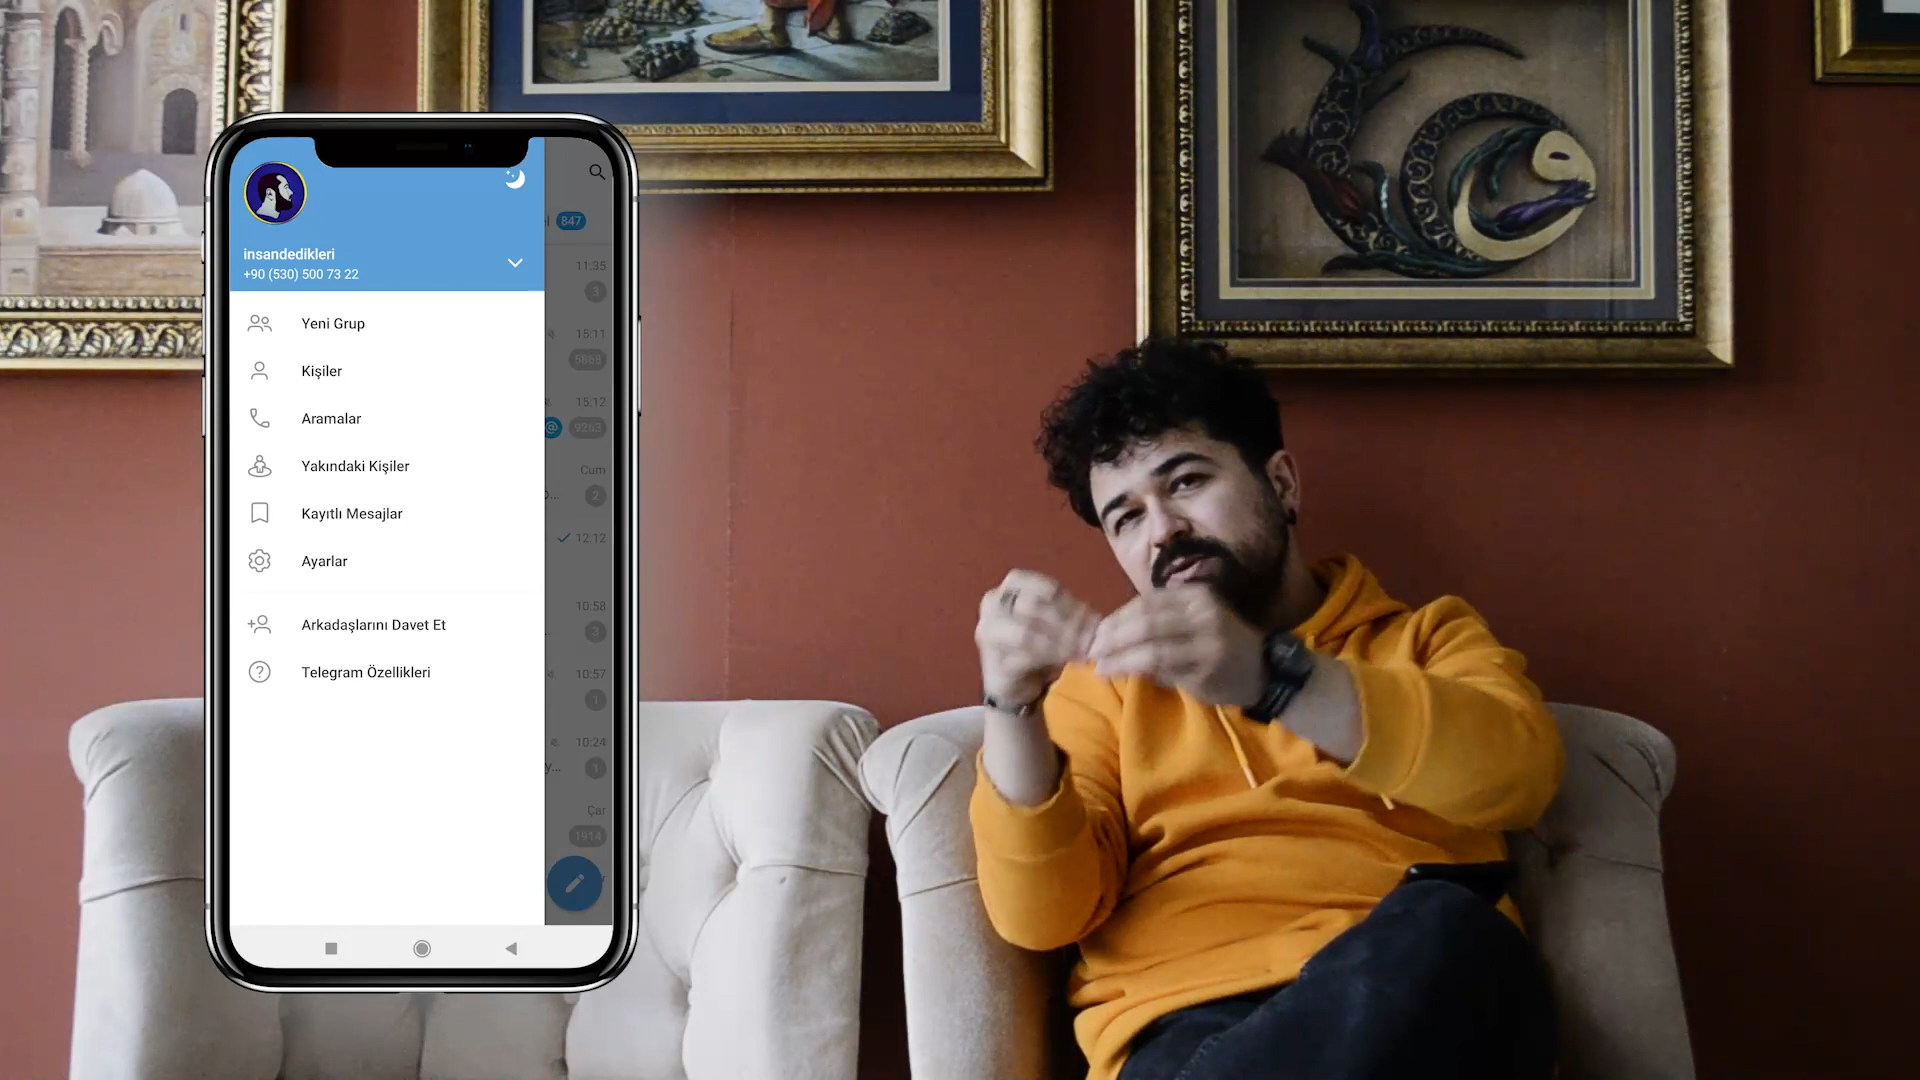 insandedikleri
+90 (530) 500 73 22
Yeni Grup
Kişiler
Aramalar
Yakındaki Kişiler
Kayıtlı Mesajlar
Ayarlar
Arkadaşlarını Davet Et
Telegram Özellikleri
847
11:35
3
15:11
5868
15:12
@
Cum
2
12:12
10:58
3
10:57
1
10:24
1
Çar
1914